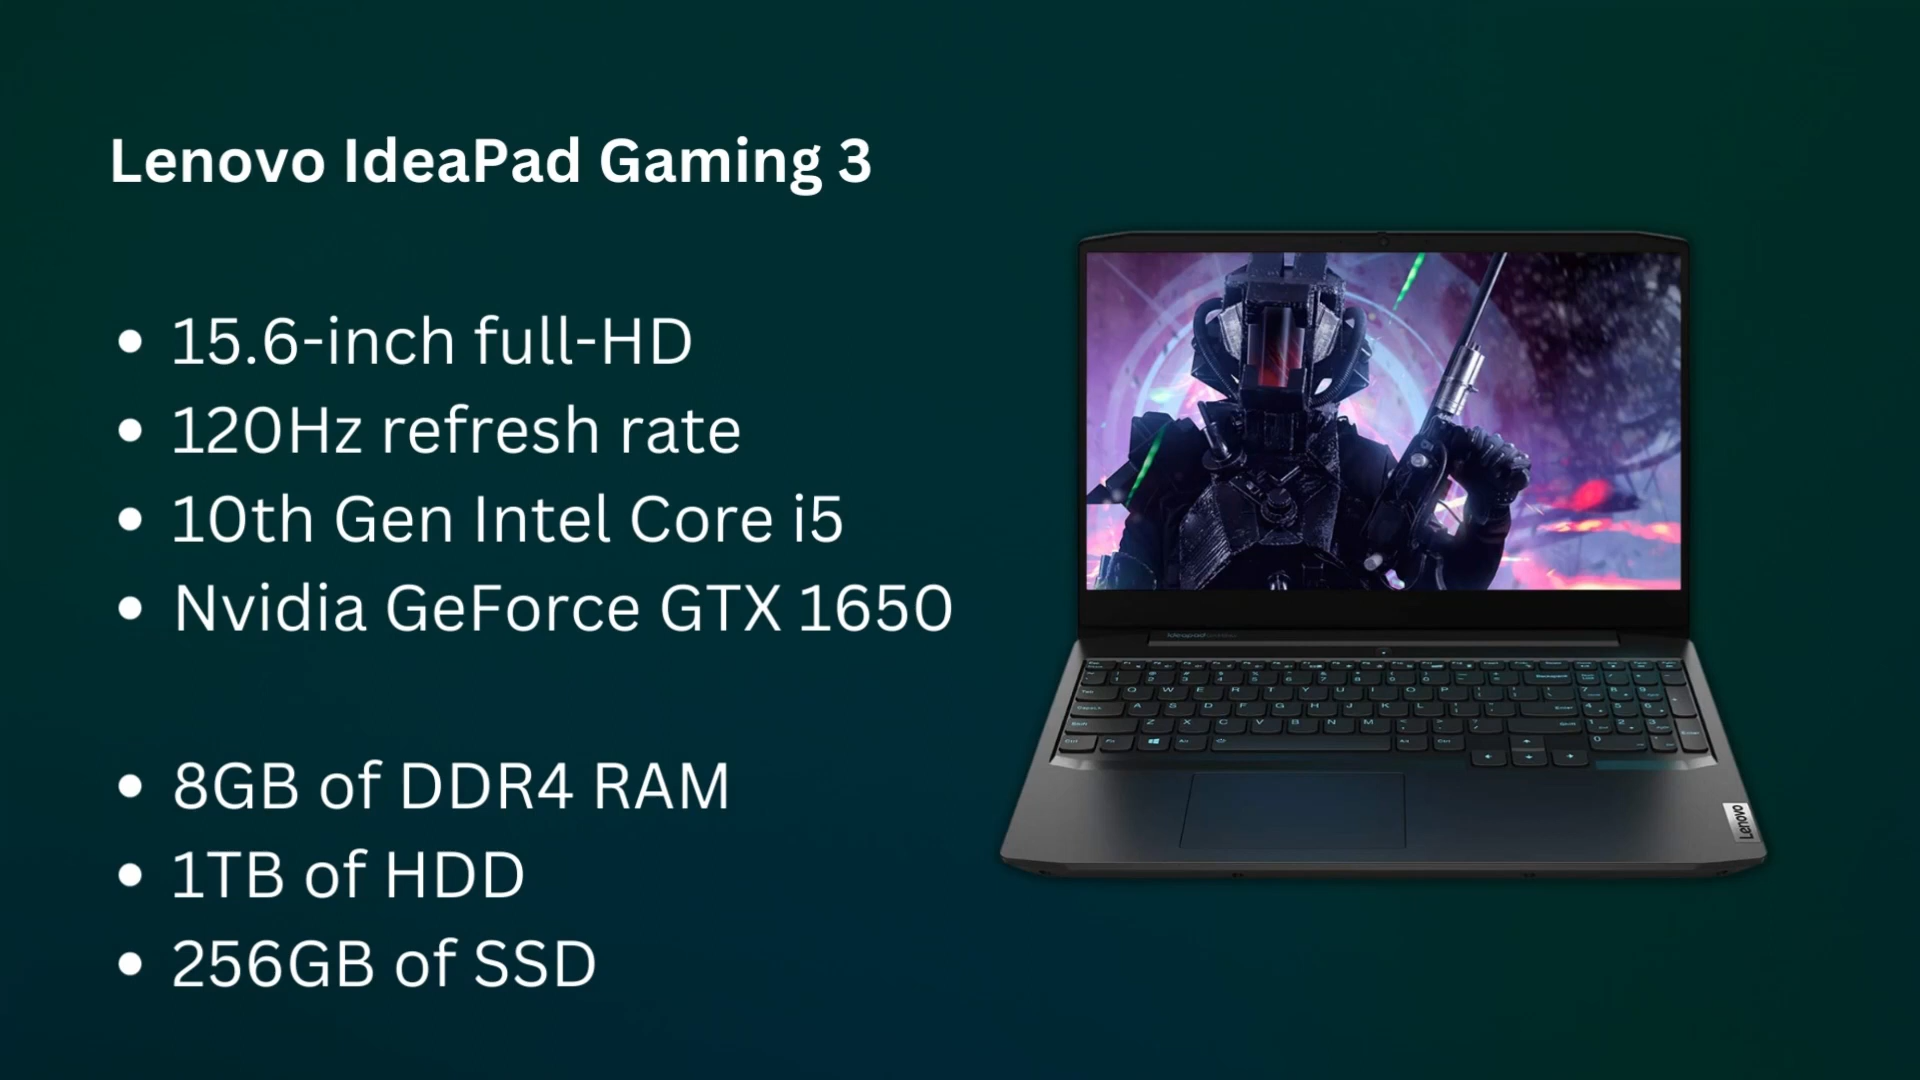 Lenovo IdeaPad Gaming 3
• 15.6-inch full-HD
• 120Hz refresh rate
• 10th Gen Intel Core i5
• Nvidia GeForce GTX 1650
• 8GB of DDR4 RAM
• 1TB of HDD
• 256GB of SSD
ideapad
Q W E R T Y U I O P
A S D F G H J K L
Z X C V B N M
Lenovo